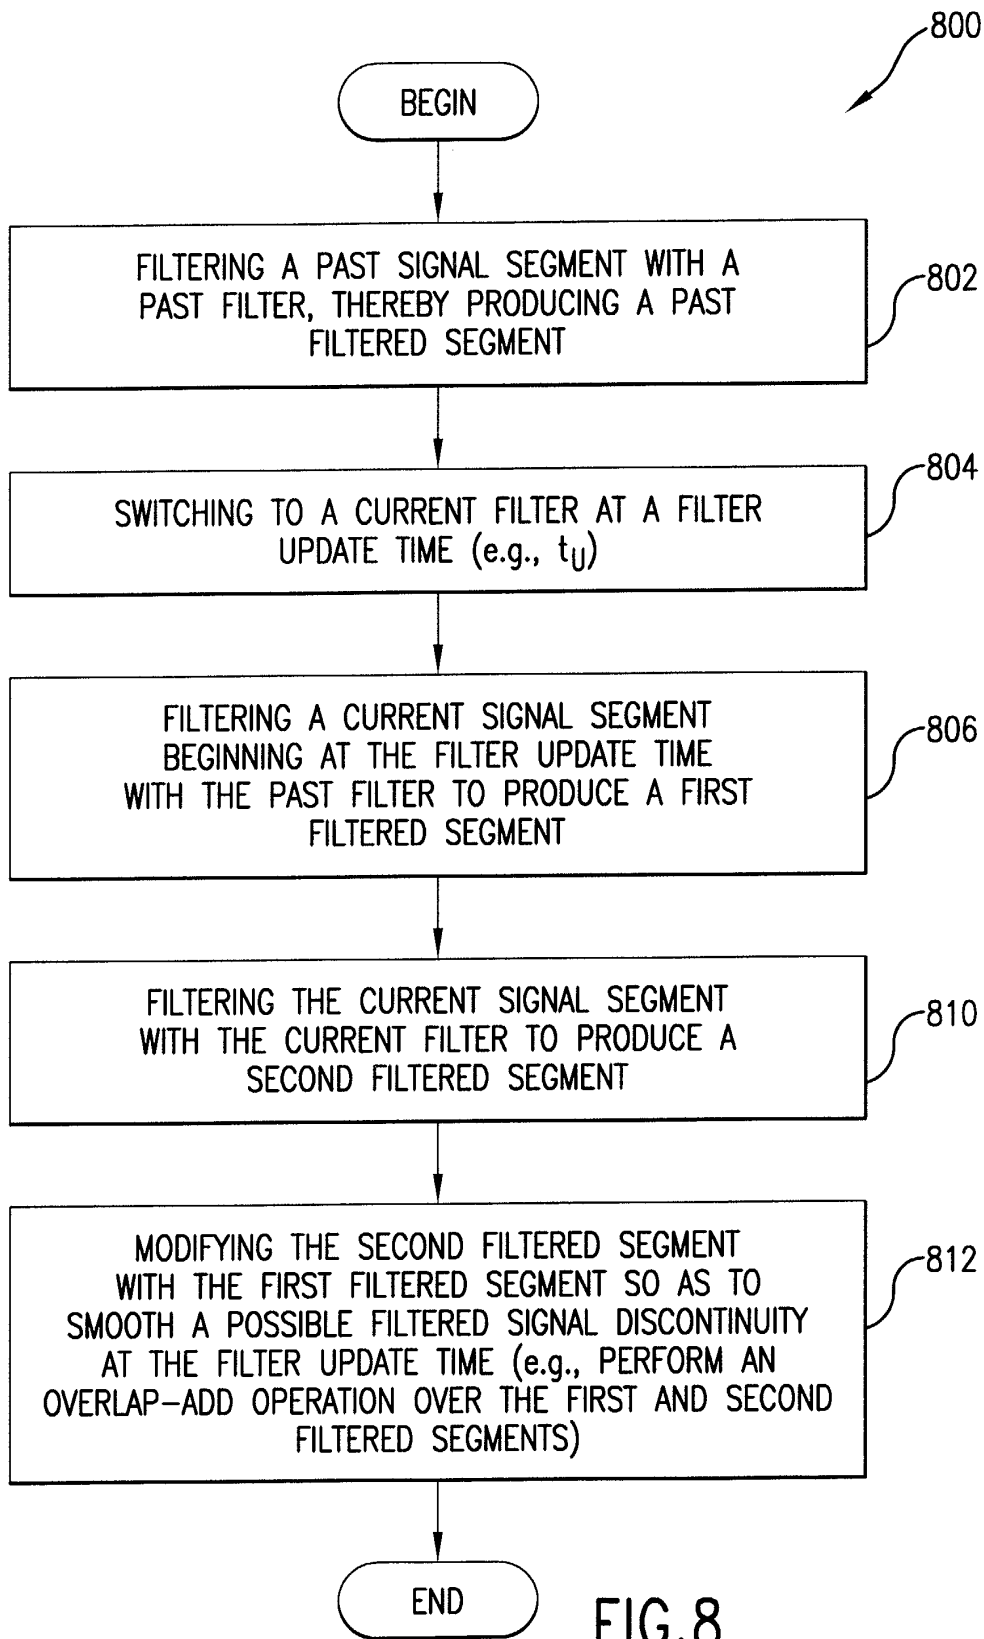 800
BEGIN
FILTERING A PAST SIGNAL SEGMENT WITH A
PAST FILTER, THEREBY PRODUCING A PAST
FILTERED SEGMENT
802
SWITCHING TO A CURRENT FILTER AT A FILTER
UPDATE TIME (e.g., tU)
804
FILTERING A CURRENT SIGNAL SEGMENT
BEGINNING AT THE FILTER UPDATE TIME
WITH THE PAST FILTER TO PRODUCE A FIRST
FILTERED SEGMENT
806
FILTERING THE CURRENT SIGNAL SEGMENT
WITH THE CURRENT FILTER TO PRODUCE A
SECOND FILTERED SEGMENT
810
MODIFYING THE SECOND FILTERED SEGMENT
WITH THE FIRST FILTERED SEGMENT SO AS TO
SMOOTH A POSSIBLE FILTERED SIGNAL DISCONTINUITY
AT THE FILTER UPDATE TIME (e.g., PERFORM AN
OVERLAP-ADD OPERATION OVER THE FIRST AND SECOND
FILTERED SEGMENTS)
812
END
FIG.8